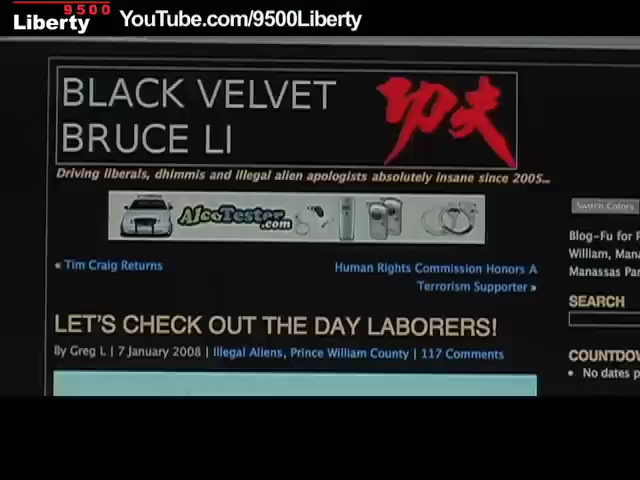 9500
Liberty
YouTube.com/9500Liberty
BLACK VELVET
BRUCE LI
功夫
Driving liberals, dhimmis and illegal alien apologists absolutely insane since 2005...
AlcoTester.com
Switch Colors
« Tim Craig Returns
Human Rights Commission Honors A
Terrorism Supporter »
Blog-Fu for
William, Mana
Manassas Par
LET'S CHECK OUT THE DAY LABORERS!
By Greg L | 7 January 2008 | Illegal Aliens, Prince William County | 117 Comments
SEARCH
COUNTDOW
• No dates p